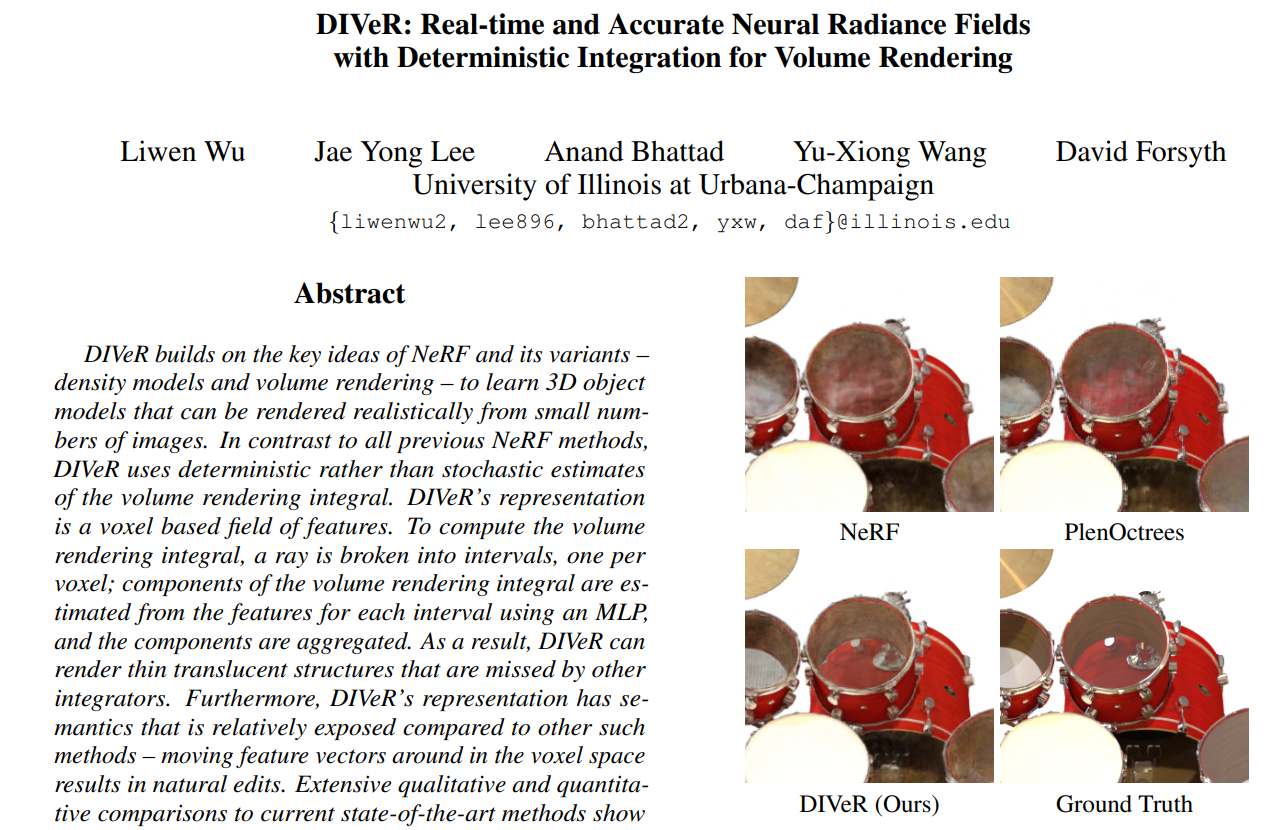 DIVeR: Real-time and Accurate Neural Radiance Fields
with Deterministic Integration for Volume Rendering
Liwen Wu Jae Yong Lee Anand Bhattad Yu-Xiong Wang David Forsyth
University of Illinois at Urbana-Champaign
{liwenwu2, lee896, bhattad2, yxw, daf}@illinois.edu
Abstract
DIVeR builds on the key ideas of NeRF and its variants –
density models and volume rendering – to learn 3D object
models that can be rendered realistically from small num-
bers of images. In contrast to all previous NeRF methods,
DIVeR uses deterministic rather than stochastic estimates
of the volume rendering integral. DIVeR's representation
is a voxel based field of features. To compute the volume
rendering integral, a ray is broken into intervals, one per
voxel; components of the volume rendering integral are es-
timated from the features for each interval using an MLP,
and the components are aggregated. As a result, DIVeR can
render thin translucent structures that are missed by other
integrators. Furthermore, DIVeR's representation has se-
mantics that is relatively exposed compared to other such
methods – moving feature vectors around in the voxel space
results in natural edits. Extensive qualitative and quantita-
tive comparisons to current state-of-the-art methods show
NeRF PlenOctrees
DIVeR (Ours) Ground Truth